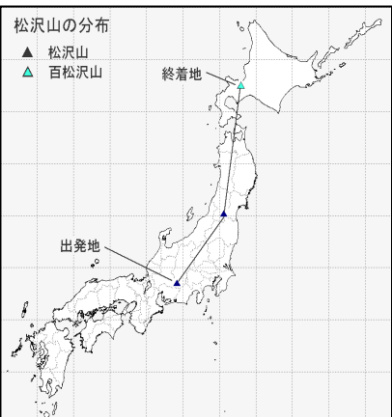 松沢山の分布
▲ 松沢山
▲ 百松沢山
終着地
出発地